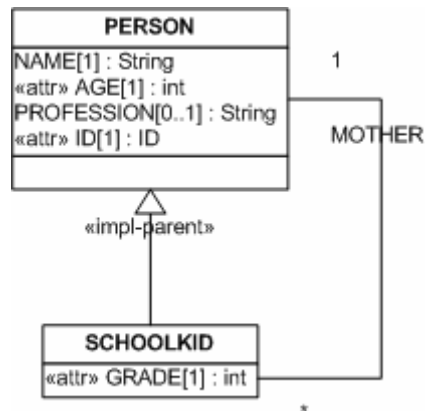 PERSON
NAME[1] : String
«attr» AGE[1] : int
PROFESSION[0..1] : String
«attr» ID[1] : ID
1
MOTHER
«impl-parent»
SCHOOLKID
«attr» GRADE[1] : int
*